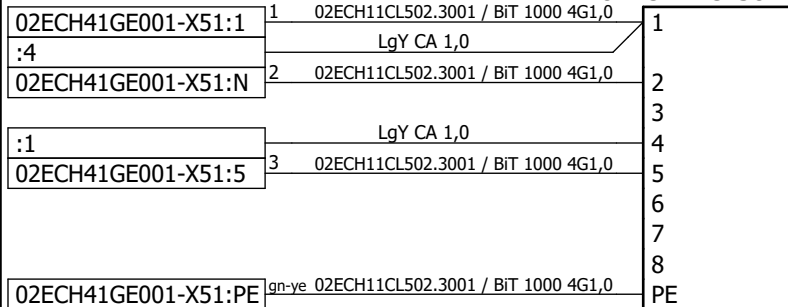 02ECH41GE001-X51:1 1 02ECH11CL502.3001 / BiT 1000 4G1,0 1
:4 LgY CA 1,0
02ECH41GE001-X51:N 2 02ECH11CL502.3001 / BiT 1000 4G1,0 2
3
:1 LgY CA 1,0 4
02ECH41GE001-X51:5 3 02ECH11CL502.3001 / BiT 1000 4G1,0 5
6
7
8
02ECH41GE001-X51:PE gn-ye 02ECH11CL502.3001 / BiT 1000 4G1,0 PE